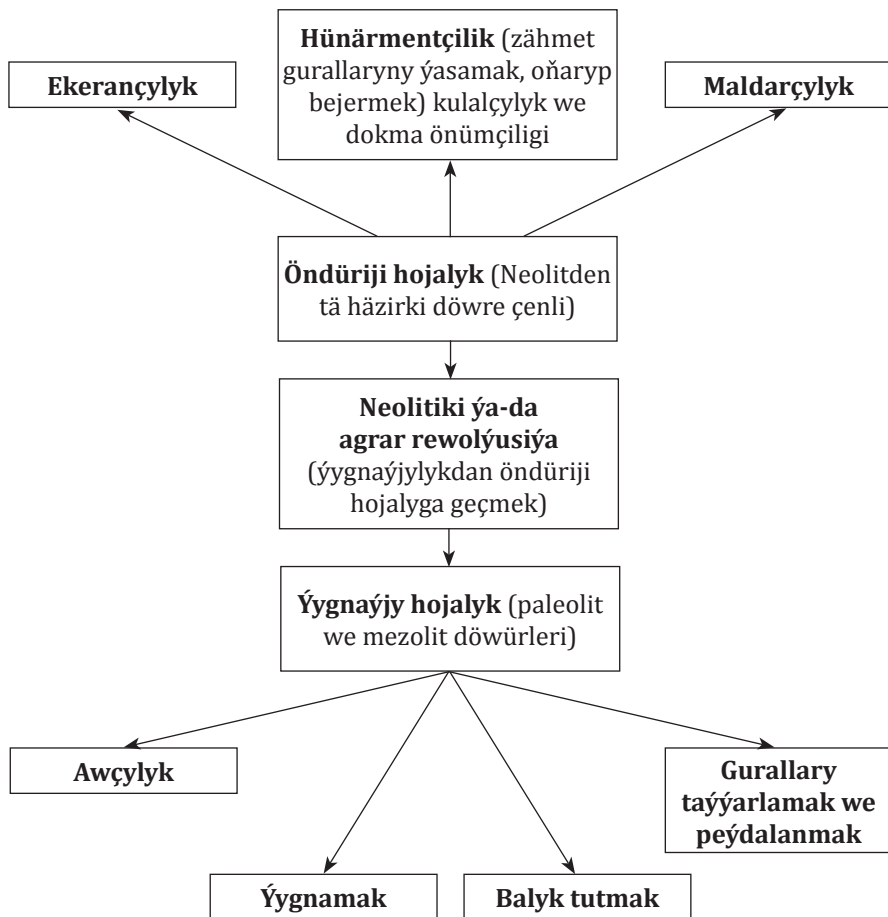 Hünärmentçilik (zähmet
gurallaryny ýasamak, oňaryp
bejermek) kulalçylyk we
dokma önümçiligi
Ekerançylyk
Maldarçylyk
Öndüriji hojalyk (Neolitden
tä häzirki döwre çenli)
Neolitiki ýa-da
agrar rewolýusiýa
(ýygnaýjylykdan öndüriji
hojalyga geçmek)
Ýygnaýjy hojalyk (paleolit
we mezolit döwürleri)
Awçylyk
Gurallary
taýýarlamak we
peýdalanmak
Ýygnamak
Balyk tutmak